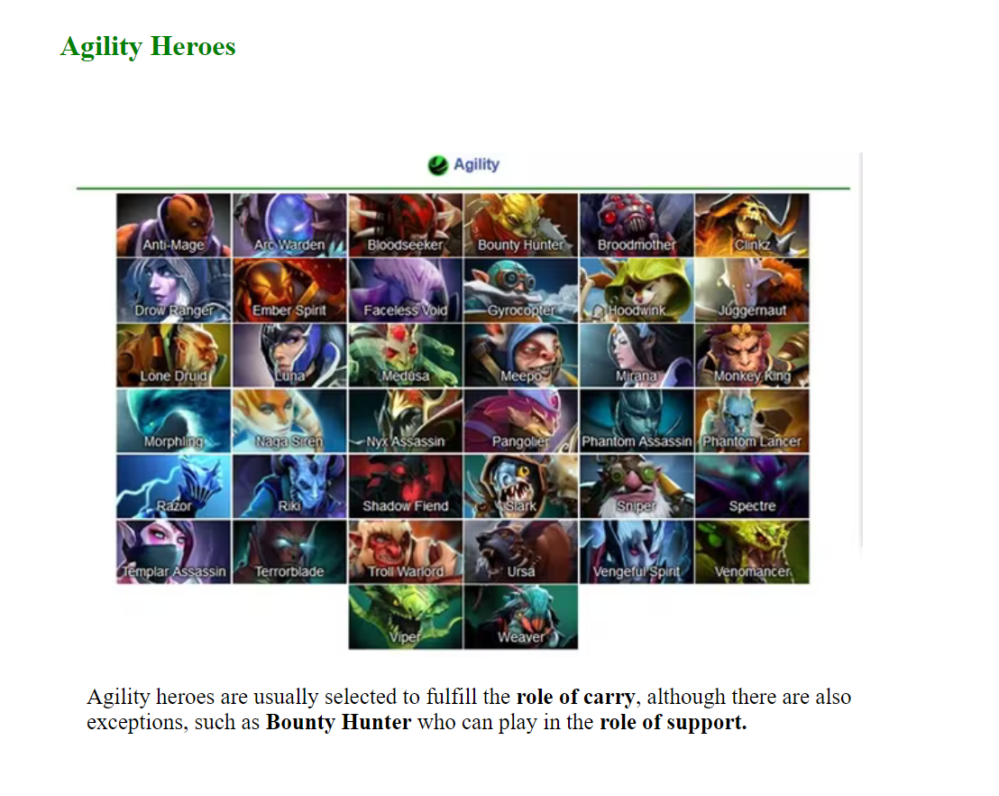 Agility Heroes
Agility
Anti-Mage Arc Warden Bloodseeker Bounty Hunter Broodmother Clinkz
Drow Ranger Ember Spirit Faceless Void Gyrocopter Hoodwink Juggernaut
Lone Druid Luna Medusa Meepo Mirana Monkey King
Morphling Naga Siren Nyx Assassin Pangolier Phantom Assassin Phantom Lancer
Razor Riki Shadow Fiend Slark Sniper Spectre
Templar Assassin Terrorblade Troll Warlord Ursa Vengeful Spirit Venomancer
Viper Weaver
Agility heroes are usually selected to fulfill the role of carry, although there are also
exceptions, such as Bounty Hunter who can play in the role of support.